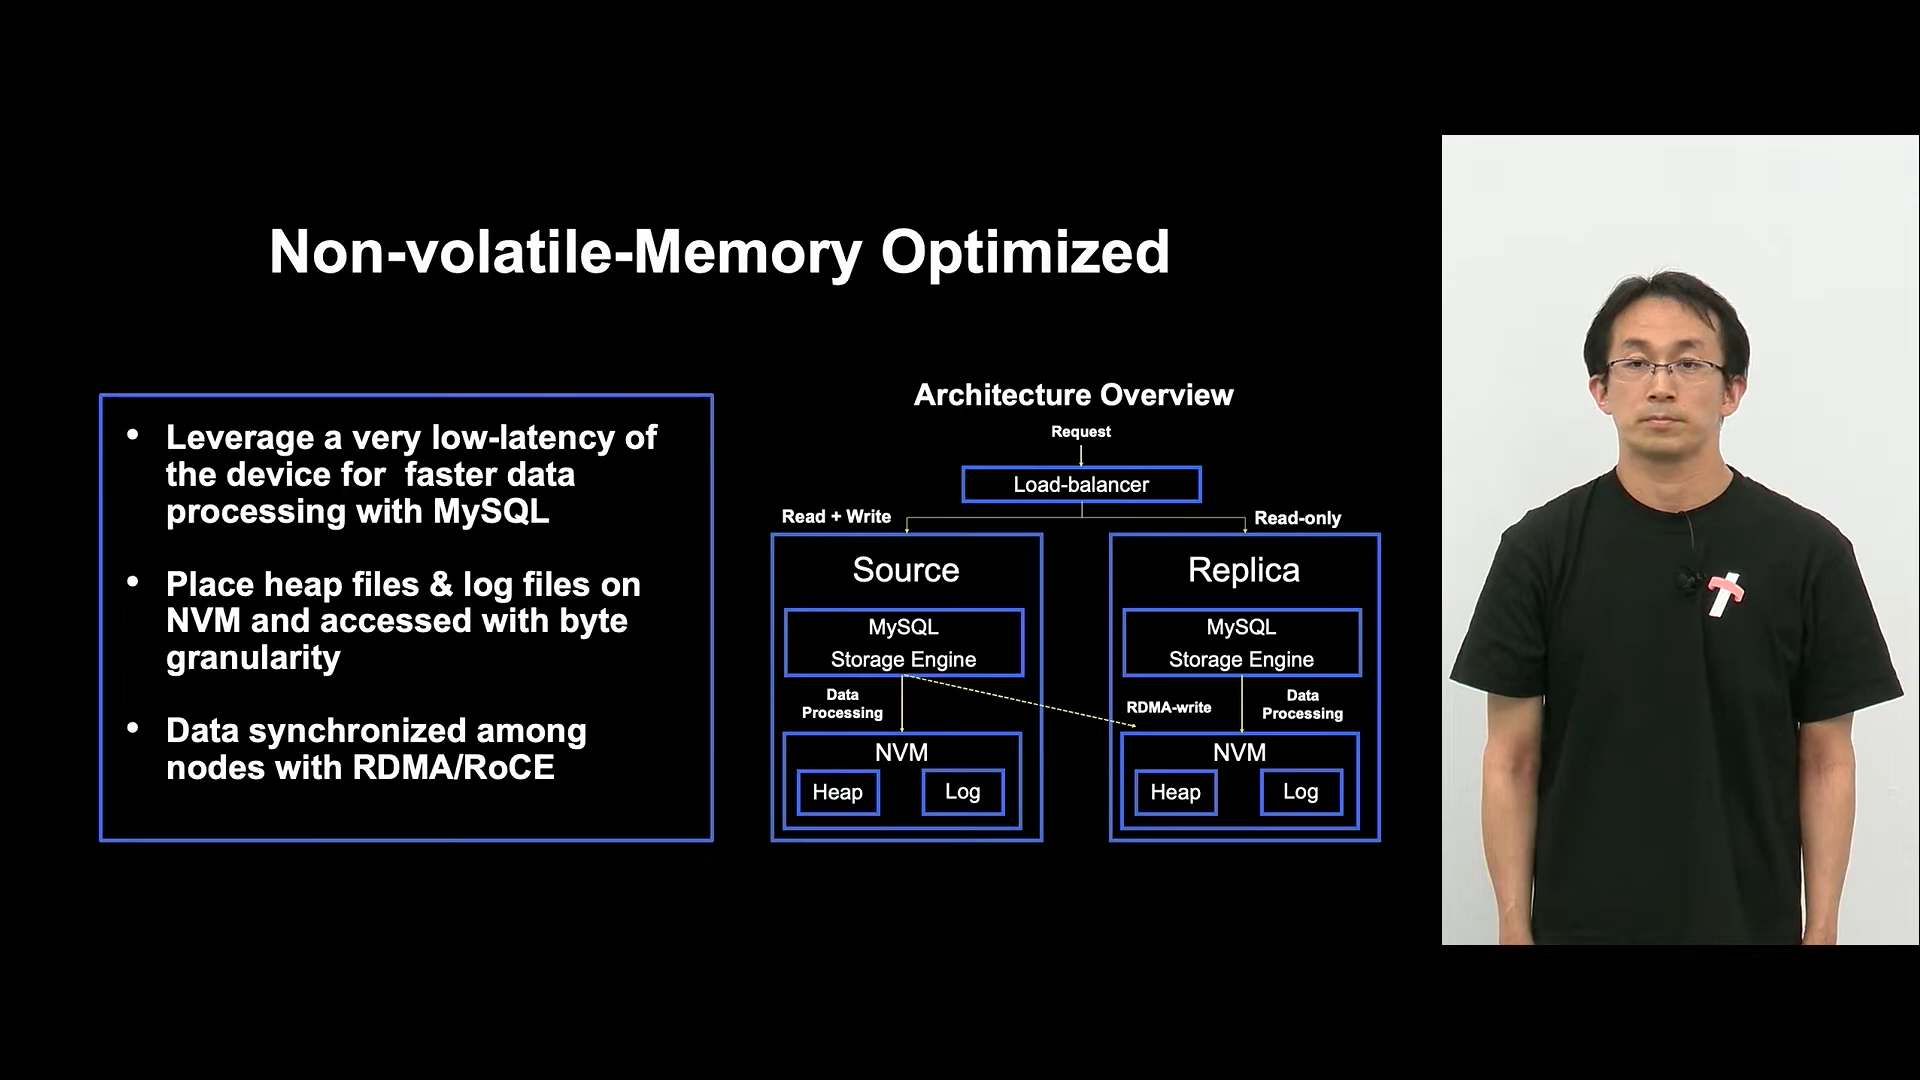 Non-volatile-Memory Optimized
• Leverage a very low-latency of
the device for  faster data
processing with MySQL
• Place heap files & log files on
NVM and accessed with byte
granularity
• Data synchronized among
nodes with RDMA/RoCE
Architecture Overview
Request
Load-balancer
Read + Write
Read-only
Source
MySQL
Storage Engine
Data
Processing
NVM
Heap
Log
Replica
MySQL
Storage Engine
RDMA-write
Data
Processing
NVM
Heap
Log